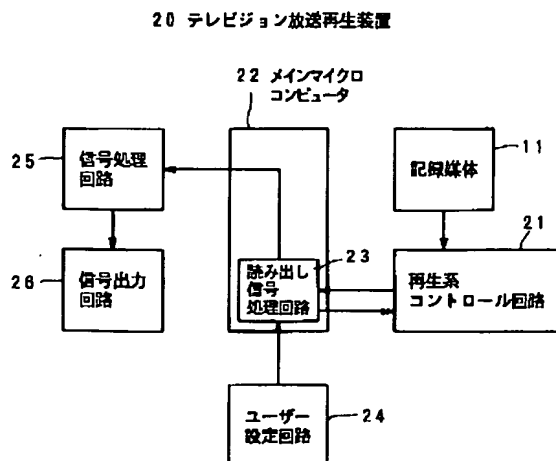 20 テレビジョン放送再生装置
22 メインマイクロ
コンピュータ
25
信号処理
回路
11
記録媒体
21
26
信号出力
回路
23
読み出し
信号
処理回路
再生系
コントロール回路
24
ユーザー
設定回路